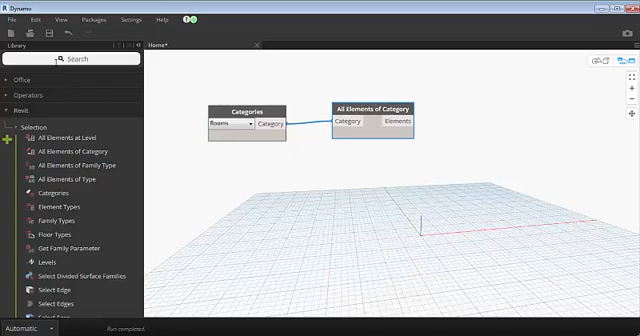 Dynamo
File Edit View Packages Settings Help
Library
Home*
Search
Office
Operators
Revit
Selection
All Elements at Level
All Elements of Category
All Elements of Family Type
All Elements of Type
Categories
Element Types
Family Types
Floor Types
Get Family Parameter
Levels
Select Divided Surface Families
Select Edge
Select Edges
Categories
Rooms Category
All Elements of Category
Category Elements
Automatic
Run completed.